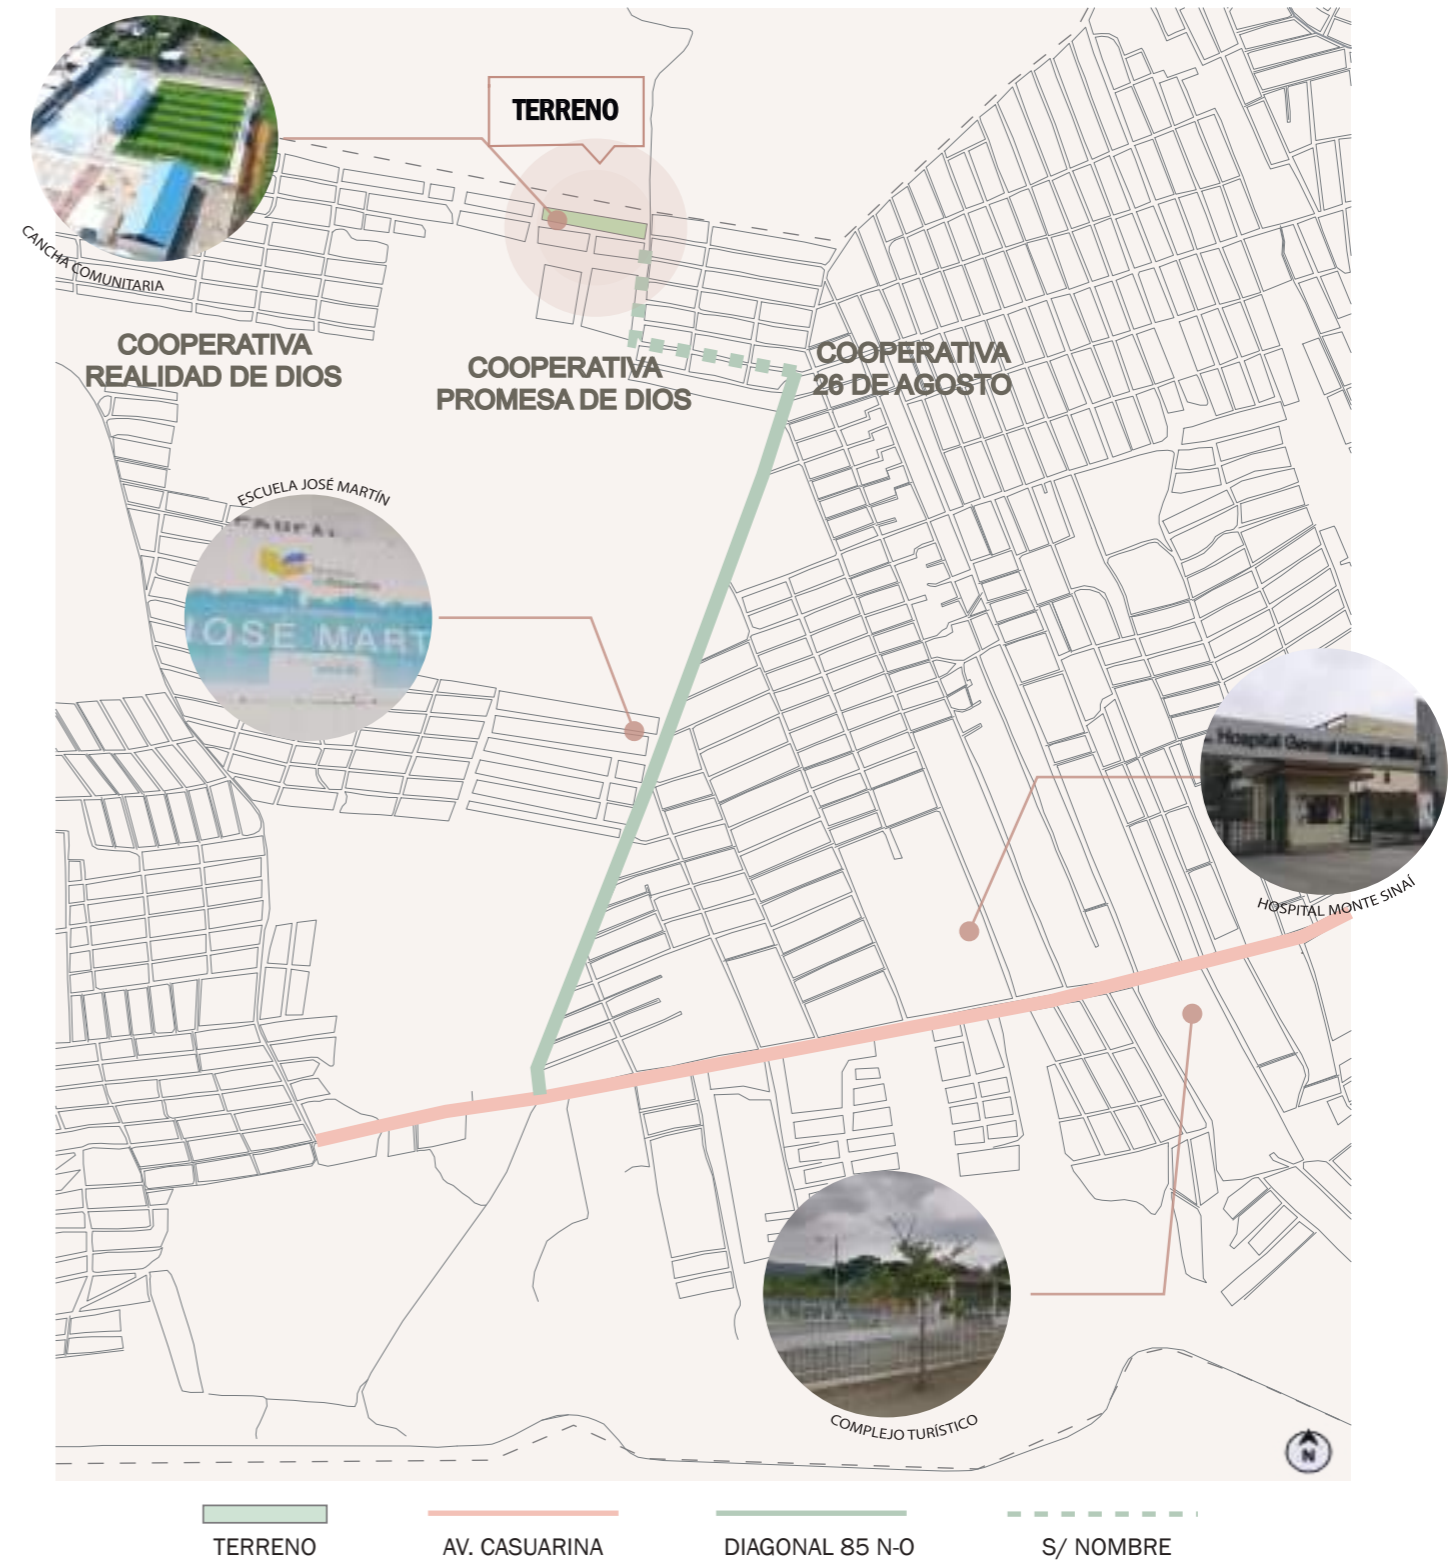 TERRENO
CANCHA COMUNITARIA
COOPERATIVA
REALIDAD DE DIOS
COOPERATIVA
PROMESA DE DIOS
COOPERATIVA
26 DE AGOSTO
ESCUELA JOSÉ MARTÍN
JOSE MART
Hospital General MONTE SINAI
HOSPITAL MONTE SINAÍ
COMPLEJO TURÍSTICO
N
TERRENO
AV. CASUARINA
DIAGONAL 85 N-O
S/ NOMBRE